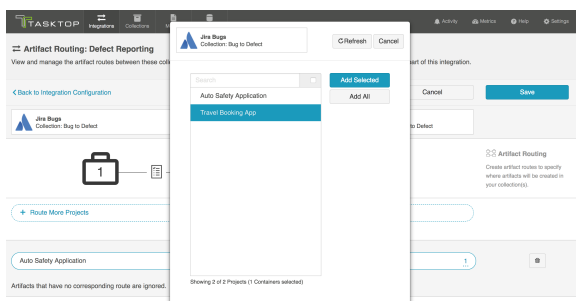 TASKTOP
Integrations
Collections
Activity
Metrics
Help
Settings
Artifact Routing: Defect Reporting
View and manage the artifact routes between these coll
part of this integration.
Back to Integration Configuration
Cancel
Save
Jira Bugs
Collection: Bug to Defect
to Defect
1
Artifact Routing
Create artifact routes to specify
where artifacts will be created in
your collection(s).
+ Route More Projects
Auto Safety Application
1
Artifacts that have no corresponding route are ignored.
Jira Bugs
Collection: Bug to Defect
Refresh
Cancel
Search
Add Selected
Auto Safety Application
Add All
Travel Booking App
Showing 2 of 2 Projects (1 Containers selected)